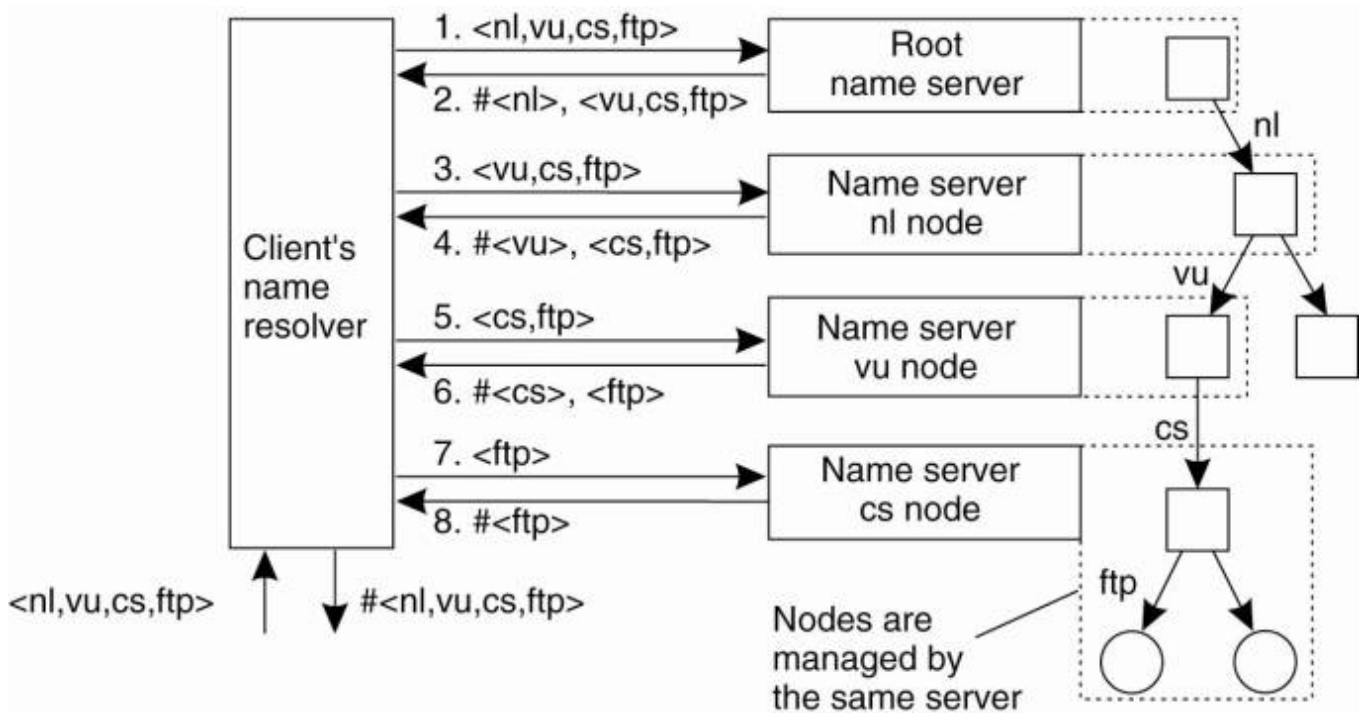 1. <nl,vu,cs,ftp>
2. #<nl>, <vu,cs,ftp>
Root
name server
nl
3. <vu,cs,ftp>
4. #<vu>, <cs,ftp>
Name server
nl node
vu
Client's
name
resolver
5. <cs,ftp>
6. #<cs>, <ftp>
Name server
vu node
cs
7. <ftp>
8. #<ftp>
Name server
cs node
ftp
<nl,vu,cs,ftp>
#<nl,vu,cs,ftp>
Nodes are
managed by
the same server